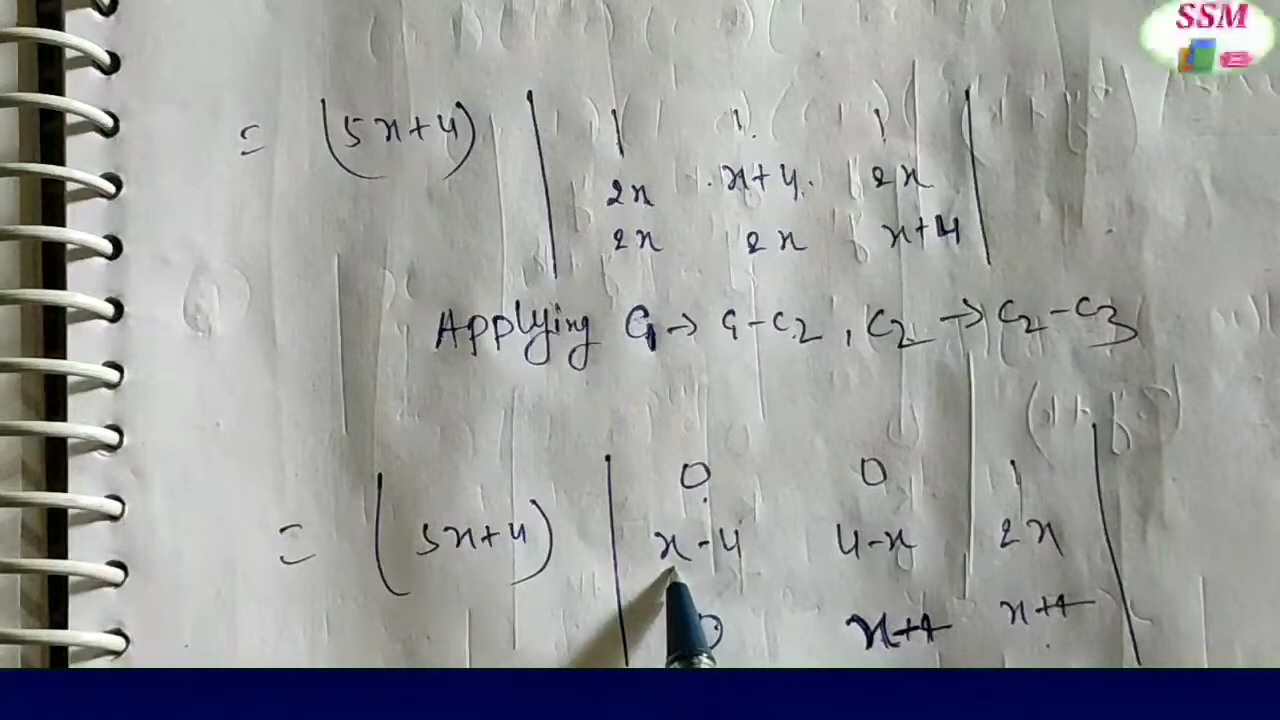 SSM
= (5x+4) | 1 1 1 |
2x x+4 2x
2x 2x x+4
Applying C1 → C1-C2, C2 → C2-C3
= (5x+4) | 0 0 1 |
x-4 4-x 2x
0 x+4 x+4